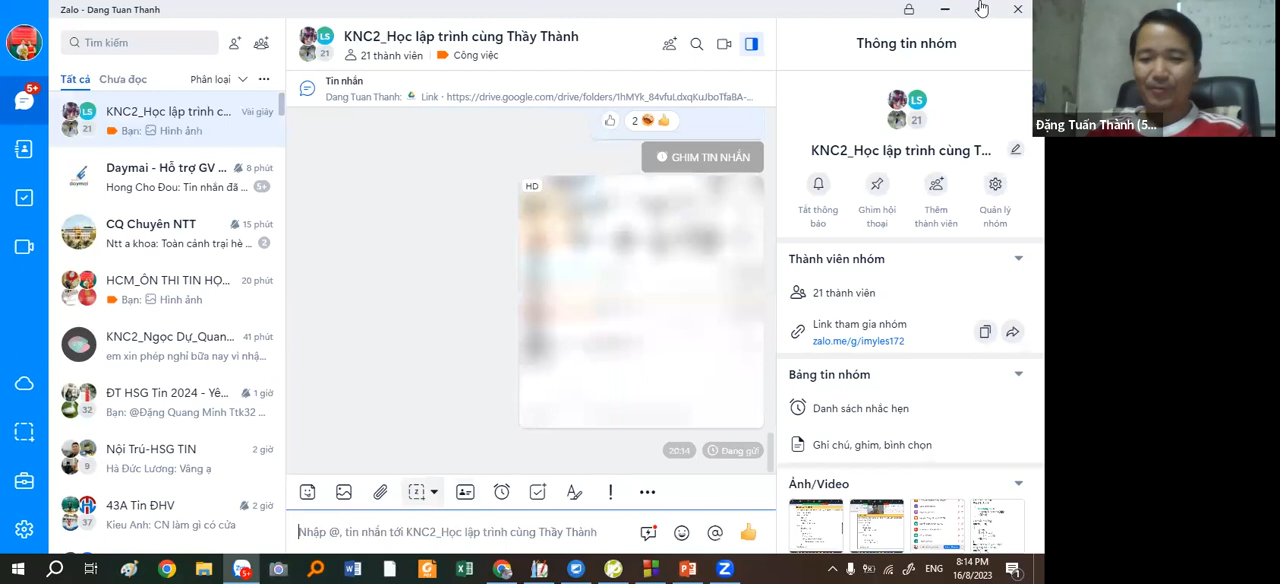 Zalo - Dang Tuan Thanh
Tìm kiếm
Tất cả Chưa đọc Phân loại
KNC2_Học lập trình c... Vài giây
Bạn: Hình ảnh
Daymai - Hỗ trợ GV ... 8 phút
Hong Cho Dou: Tin nhắn đã ... 5+
CQ Chuyên NTT 15 phút
Ntt a khoa: Toàn cảnh trại hè ... 2
HCM_ÔN THI TIN HỌ... 20 phút
Bạn: Hình ảnh
KNC2_Ngọc Dự_Quan... 41 phút
em xin phép nghỉ bữa nay vì nhậ...
ĐT HSG Tin 2024 - Yê... 1 giờ
Bạn: @Đặng Quang Minh Ttk32 ...
32
Nội Trú-HSG TIN 2 giờ
Hà Đức Lương: Vâng ạ
9
43A Tin ĐHV 2 giờ
Kieu Anh: CN làm gì có cửa
37
5+
LS
21
KNC2_Học lập trình cùng Thầy Thành
21 thành viên Công việc
Tin nhắn
Dang Tuan Thanh: Link - https://drive.google.com/drive/folders/1hMYk_84vfuLdxqKuJboTfaBA-...
2
GHIM TIN NHẮN
HD
20:14 Đang gửi
Nhập @, tin nhắn tới KNC2_Học lập trình cùng Thầy Thành
Thông tin nhóm
LS
21
KNC2_Học lập trình cùng T...
Tắt thông báo
Ghim hội thoại
Thêm thành viên
Quản lý nhóm
Thành viên nhóm
21 thành viên
Link tham gia nhóm
zalo.me/g/imyles172
Bảng tin nhóm
Danh sách nhắc hẹn
Ghi chú, ghim, bình chọn
Ảnh/Video
Đặng Tuấn Thành (5...
ENG
8:14 PM
16/8/2023